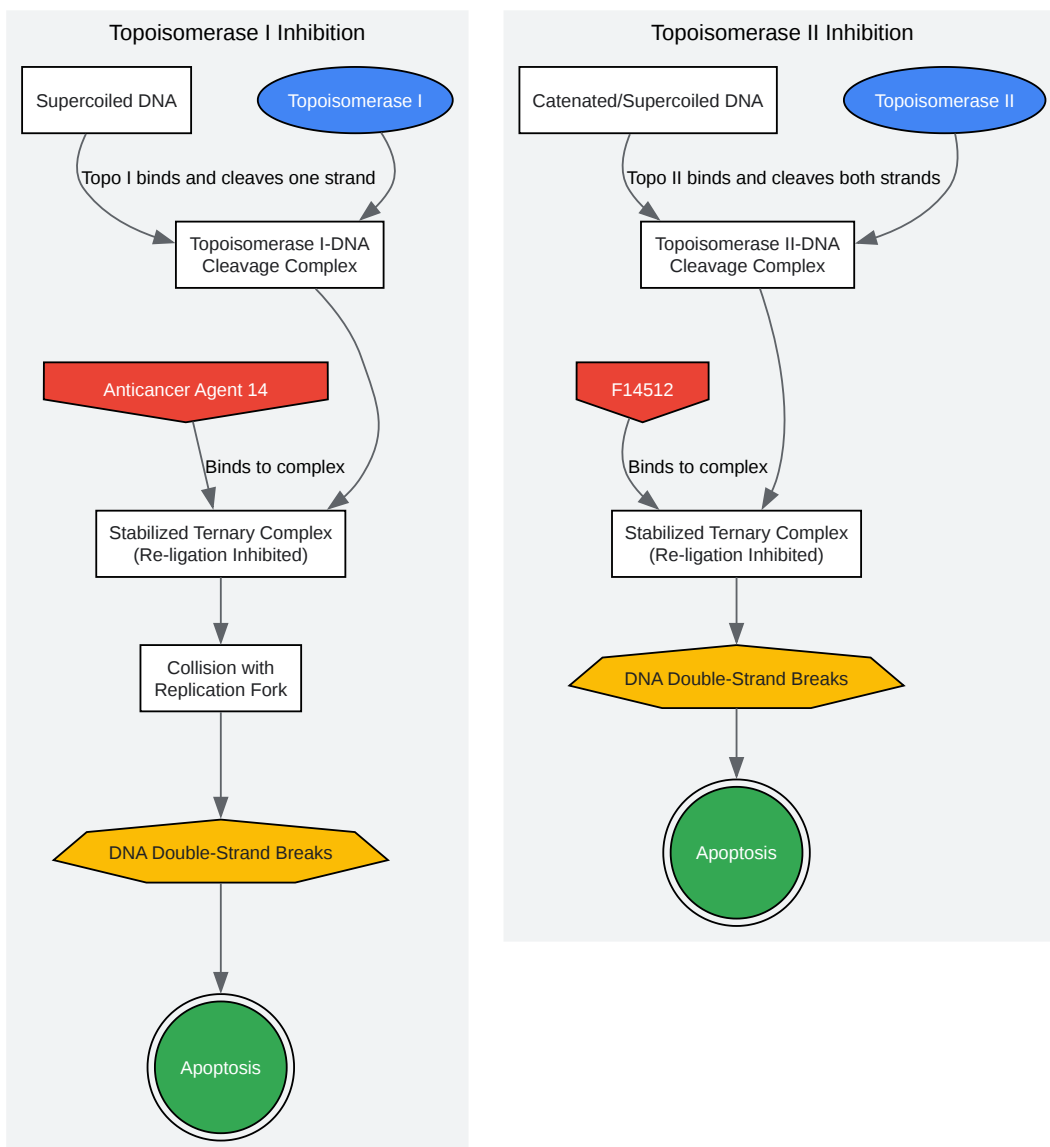 Topoisomerase I Inhibition
Supercoiled DNA
Topoisomerase I
Topo I binds and cleaves one strand
Topoisomerase I-DNA
Cleavage Complex
Anticancer Agent 14
Binds to complex
Stabilized Ternary Complex
(Re-ligation Inhibited)
Collision with
Replication Fork
DNA Double-Strand Breaks
Apoptosis
Topoisomerase II Inhibition
Catenated/Supercoiled DNA
Topoisomerase II
Topo II binds and cleaves both strands
Topoisomerase II-DNA
Cleavage Complex
F14512
Binds to complex
Stabilized Ternary Complex
(Re-ligation Inhibited)
DNA Double-Strand Breaks
Apoptosis